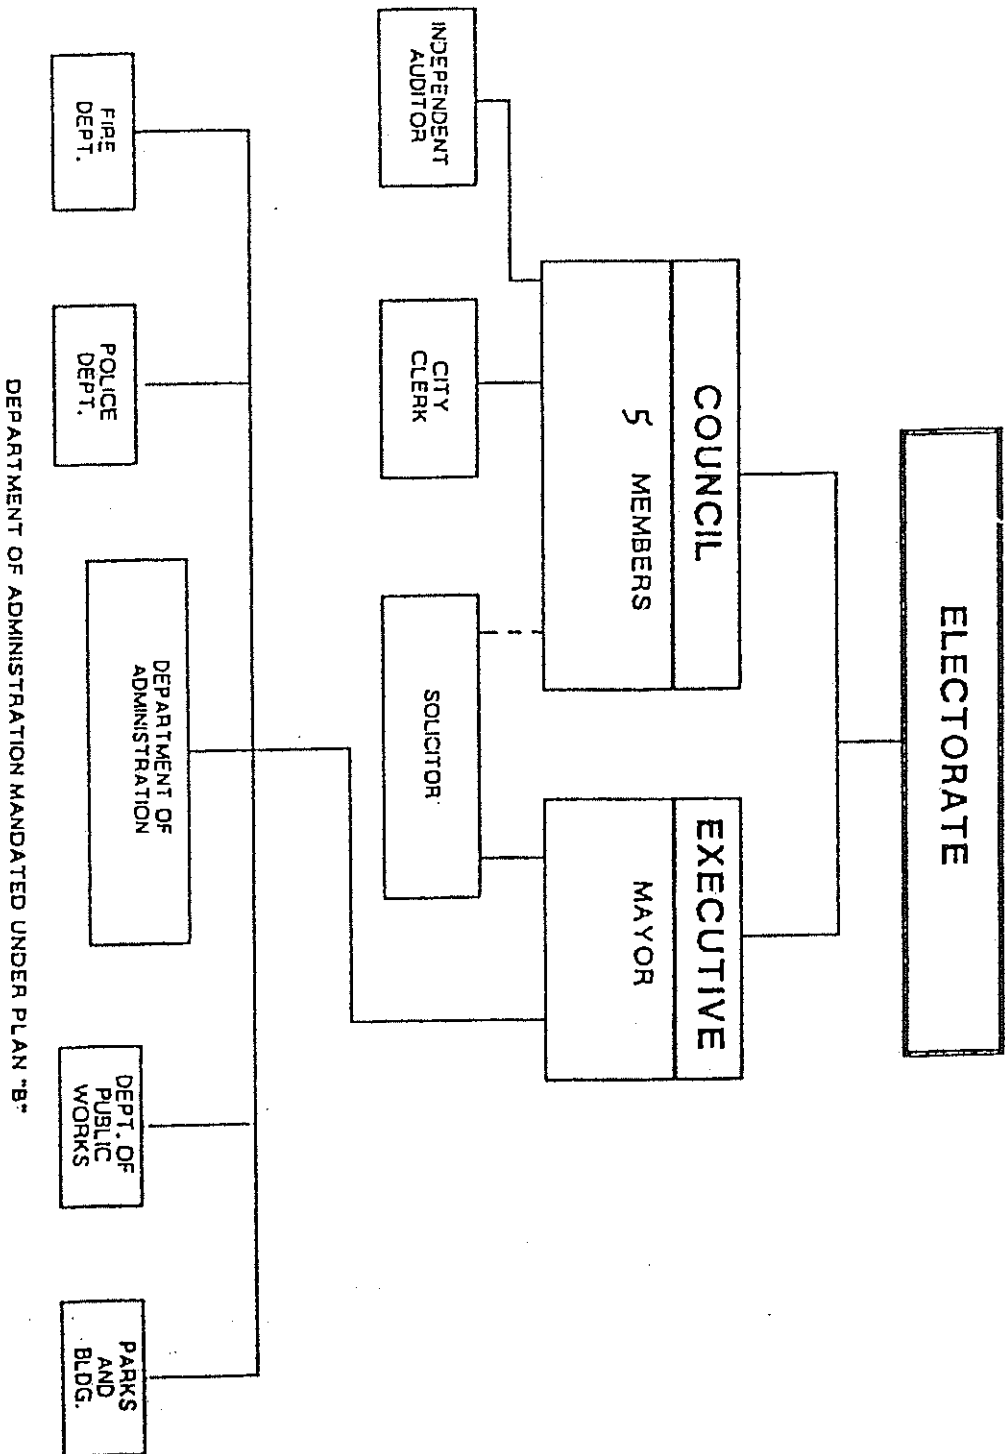 ELECTORATE
COUNCIL
5 MEMBERS
EXECUTIVE
MAYOR
INDEPENDENT
AUDITOR
CITY
CLERK
SOLICITOR
FIRE
DEPT.
POLICE
DEPT.
DEPARTMENT OF
ADMINISTRATION
DEPT. OF
PUBLIC
WORKS
PARKS
AND
BLDG.
DEPARTMENT OF ADMINISTRATION MANDATED UNDER PLAN "B"